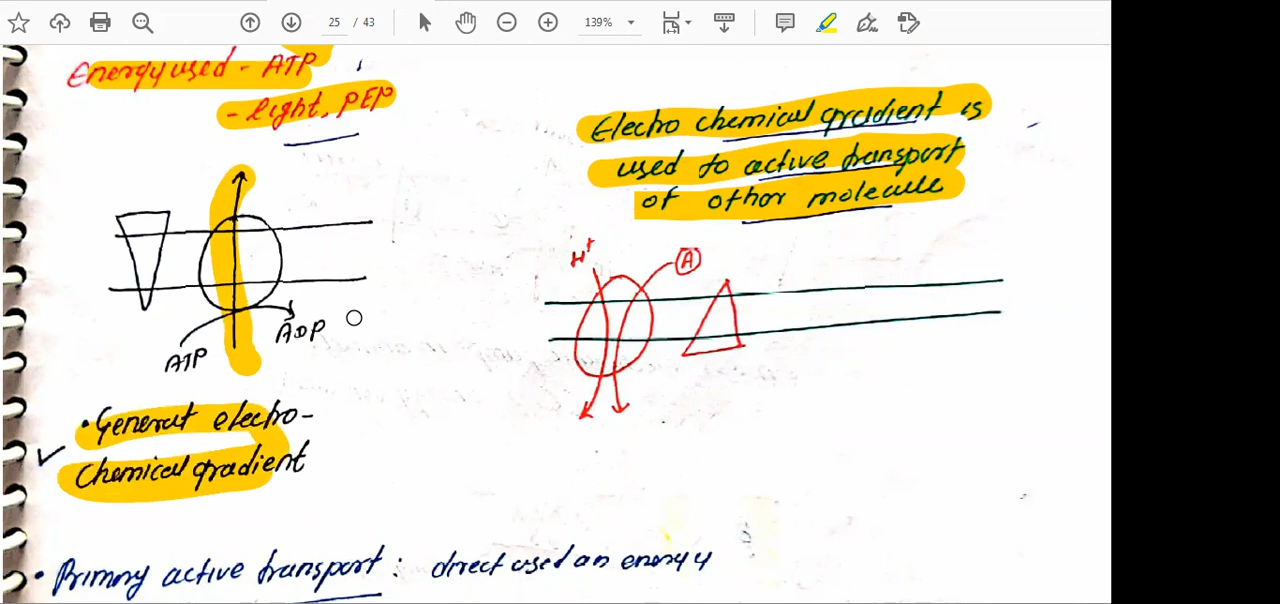 25 / 43
139%
Energy used - ATP
- light, PEP
Electro chemical gradient is
used to active transport
of other molecule
H+
A
ATP
ADP
• Generat electro-
chemical gradient
• Primary active transport : direct used an energy